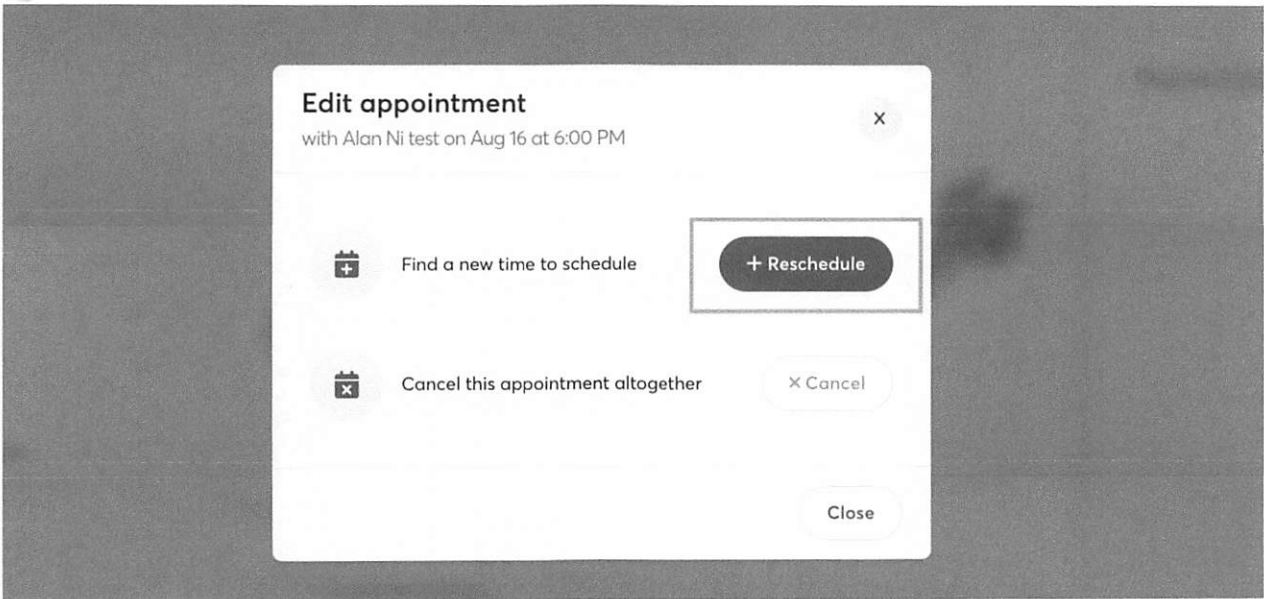 Edit appointment
with Alan Ni test on Aug 16 at 6:00 PM
X
Find a new time to schedule
+ Reschedule
Cancel this appointment altogether
× Cancel
Close